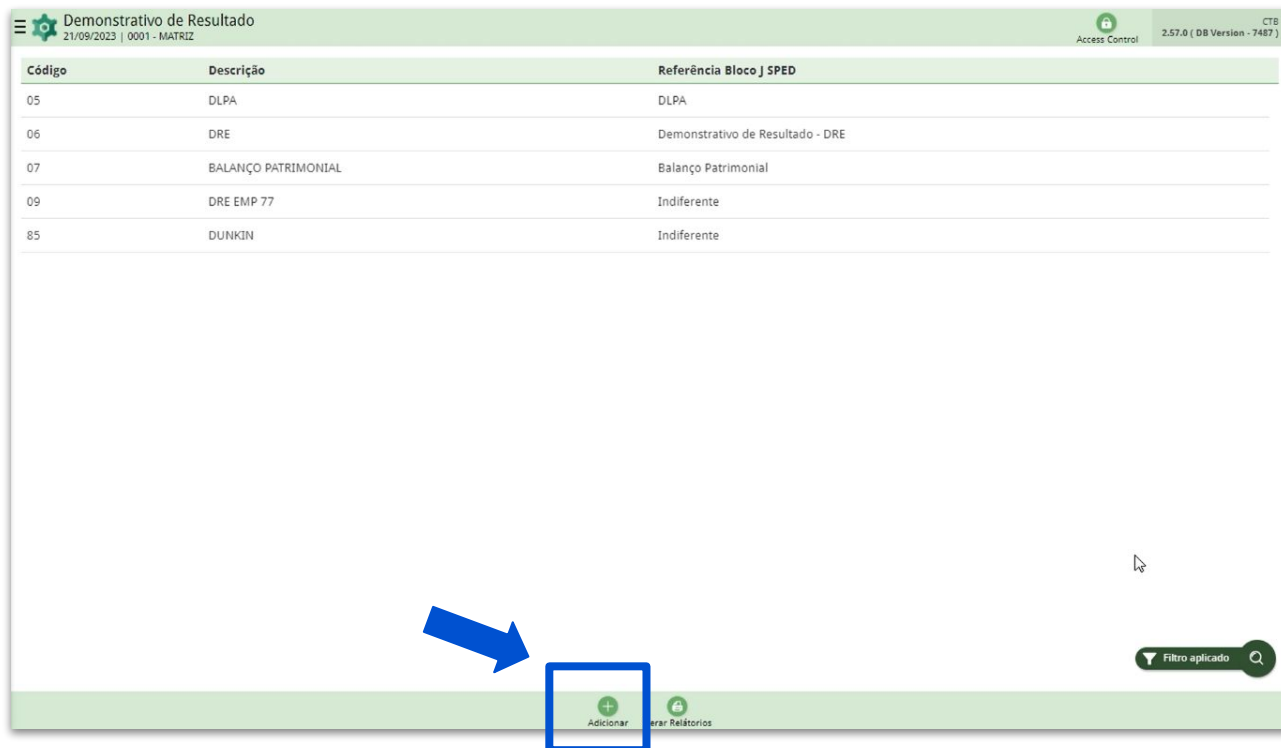 Demonstrativo de Resultado
21/09/2023 | 0001 - MATRIZ
Access Control
CTB
2.57.0 ( DB Version - 7487 )
Código Descrição Referência Bloco J SPED
05 DLPA DLPA
06 DRE Demonstrativo de Resultado - DRE
07 BALANÇO PATRIMONIAL Balanço Patrimonial
09 DRE EMP 77 Indiferente
85 DUNKIN Indiferente
Filtro aplicado
Adicionar erar Relátorios